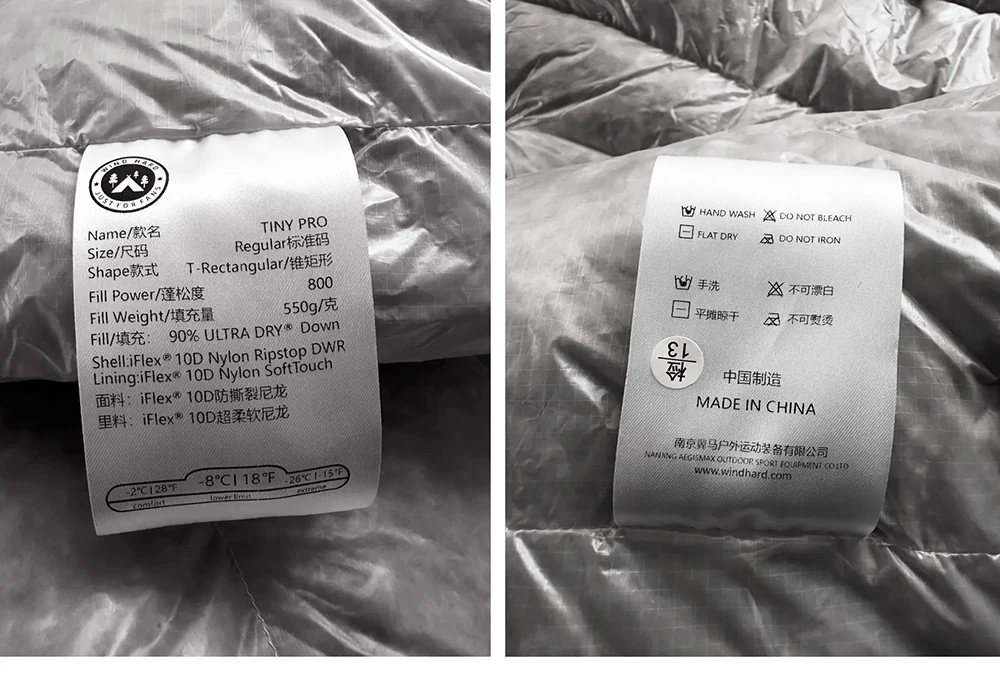 WIND HARD
JUST FOR FANS
Name/款名 TINY PRO
Size/尺码 Regular标准码
Shape款式 T-Rectangular/锥矩形
Fill Power/蓬松度 800
Fill Weight/填充量 550g/克
Fill/填充： 90% ULTRA DRY® Down
Shell:iFlex® 10D Nylon Ripstop DWR
Lining:iFlex® 10D Nylon SoftTouch
面料：iFlex® 10D防撕裂尼龙
里料：iFlex® 10D超柔软尼龙
-2℃|28℉ -8℃|18℉ -26℃|-15℉
comfort lower limit extreme
HAND WASH DO NOT BLEACH
FLAT DRY DO NOT IRON
手洗 不可漂白
平摊晾干 不可熨烫
检
13
中国制造
MADE IN CHINA
南京冀马户外运动装备有限公司
NANJING AEGISMAX OUTDOOR SPORT EQUIPMENT CO LTD
www.windhard.com